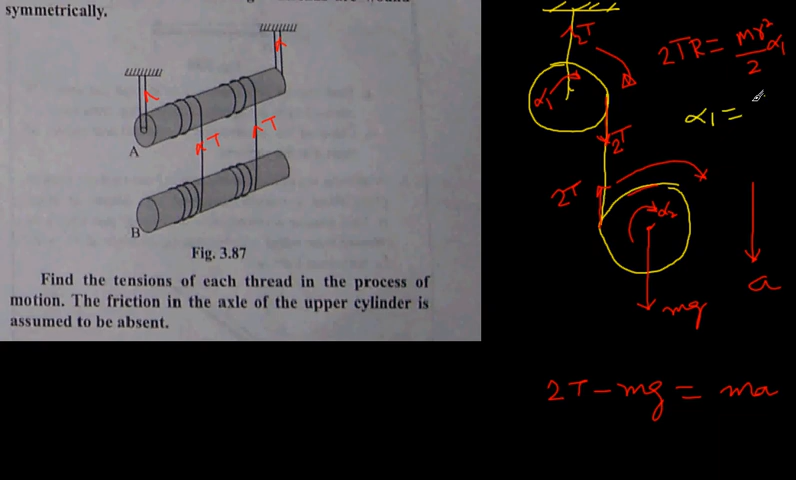 symmetrically.
A
T
T
B
Fig. 3.87
Find the tensions of each thread in the process of
motion. The friction in the axle of the upper cylinder is
assumed to be absent.
2T
α1
2T
2T
α2
mg
a
2TR = Mr²/2 α1
α1 =
2T - mg = ma